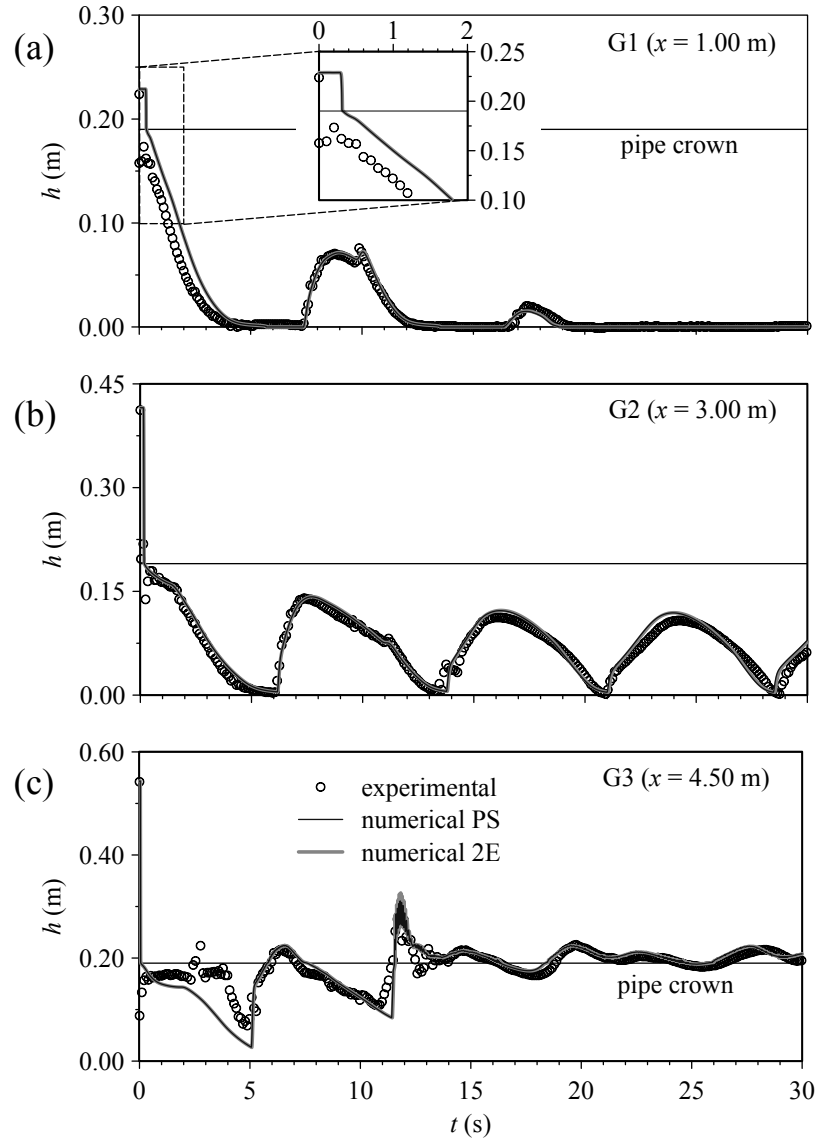 (a)
h (m)
0.30
0.20
0.10
0.00
0 1 2
0.25
0.20
0.15
0.10
G1 (x = 1.00 m)
pipe crown
(b)
h (m)
0.45
0.30
0.15
0.00
G2 (x = 3.00 m)
(c)
h (m)
0.60
0.40
0.20
0.00
G3 (x = 4.50 m)
experimental
numerical PS
numerical 2E
pipe crown
0 5 10 15 20 25 30
t (s)